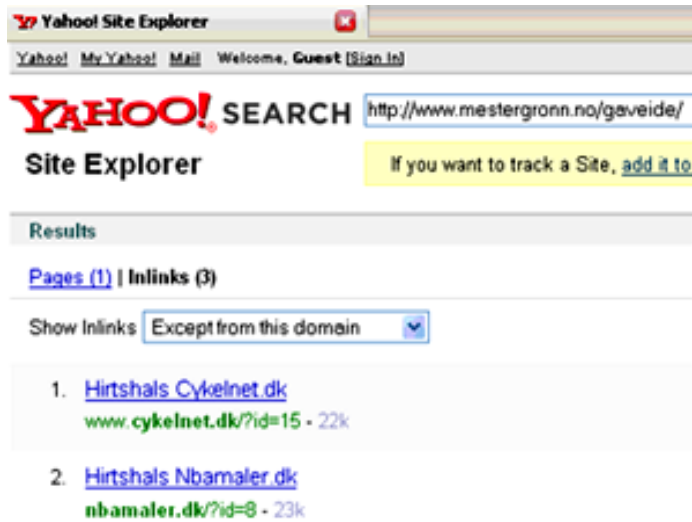 Y? Yahoo! Site Explorer
Yahoo! My Yahoo! Mail Welcome, Guest [Sign In]
YAHOO! SEARCH http://www.mestergronn.no/gaveide/
Site Explorer If you want to track a Site, add it to
Results
Pages (1) | Inlinks (3)
Show Inlinks Except from this domain
1. Hirtshals Cykelnet.dk
www.cykelnet.dk/?id=15 - 22k
2. Hirtshals Nbamaler.dk
nbamaler.dk/?id=8 - 23k